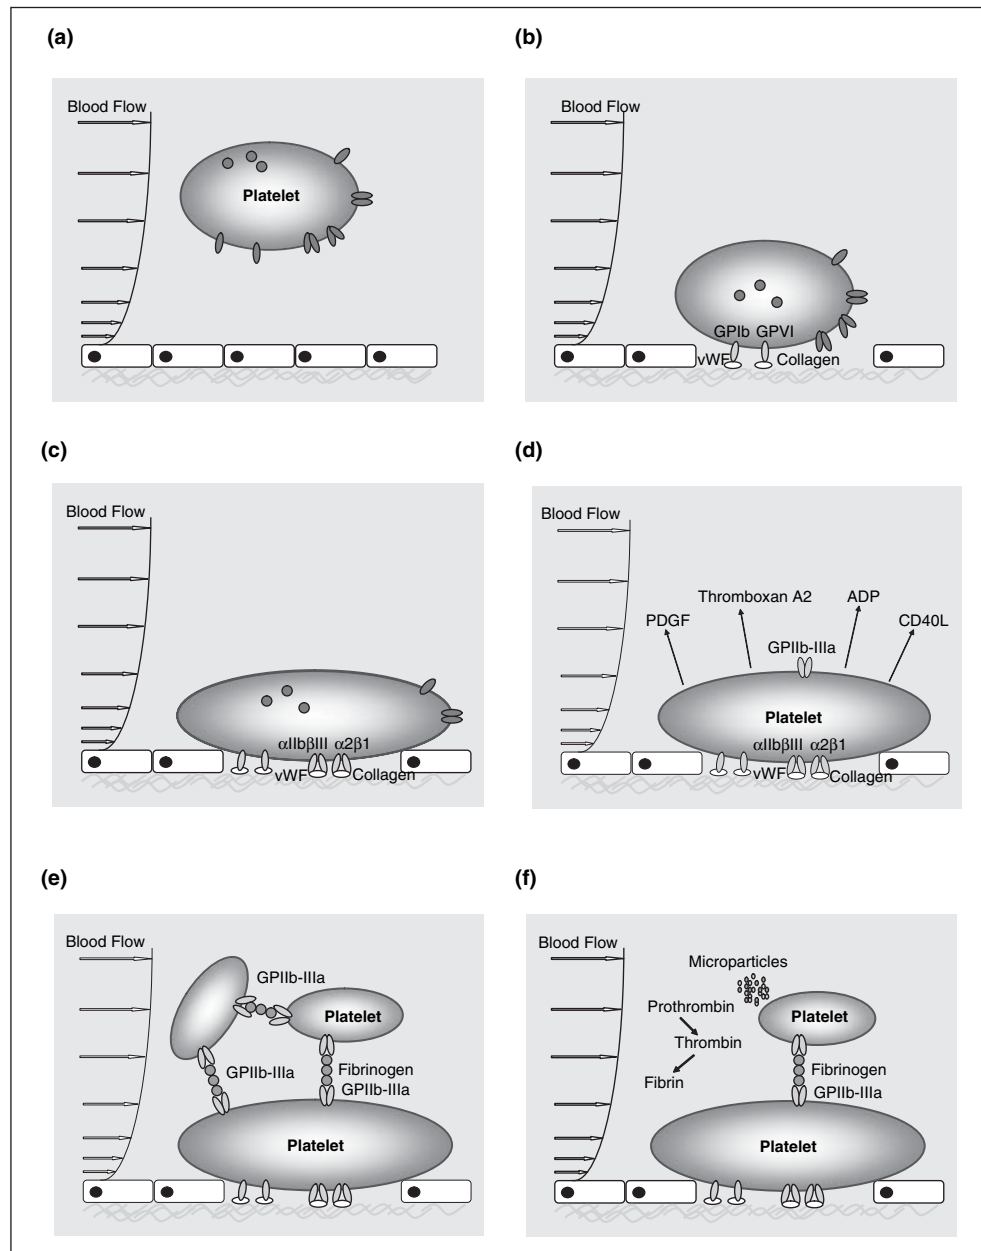 (a)
Blood Flow
Platelet
(b)
Blood Flow
GPIb GPVI
vWF
Collagen
(c)
Blood Flow
αIIbβIII α2β1
vWF
Collagen
(d)
Blood Flow
Thromboxan A2
ADP
PDGF
CD40L
GPIIb-IIIa
Platelet
αIIbβIII α2β1
vWF
Collagen
(e)
Blood Flow
GPIIb-IIIa
Platelet
GPIIb-IIIa
Fibrinogen
GPIIb-IIIa
Platelet
(f)
Blood Flow
Microparticles
Prothrombin
Platelet
Thrombin
Fibrin
Fibrinogen
GPIIb-IIIa
Platelet